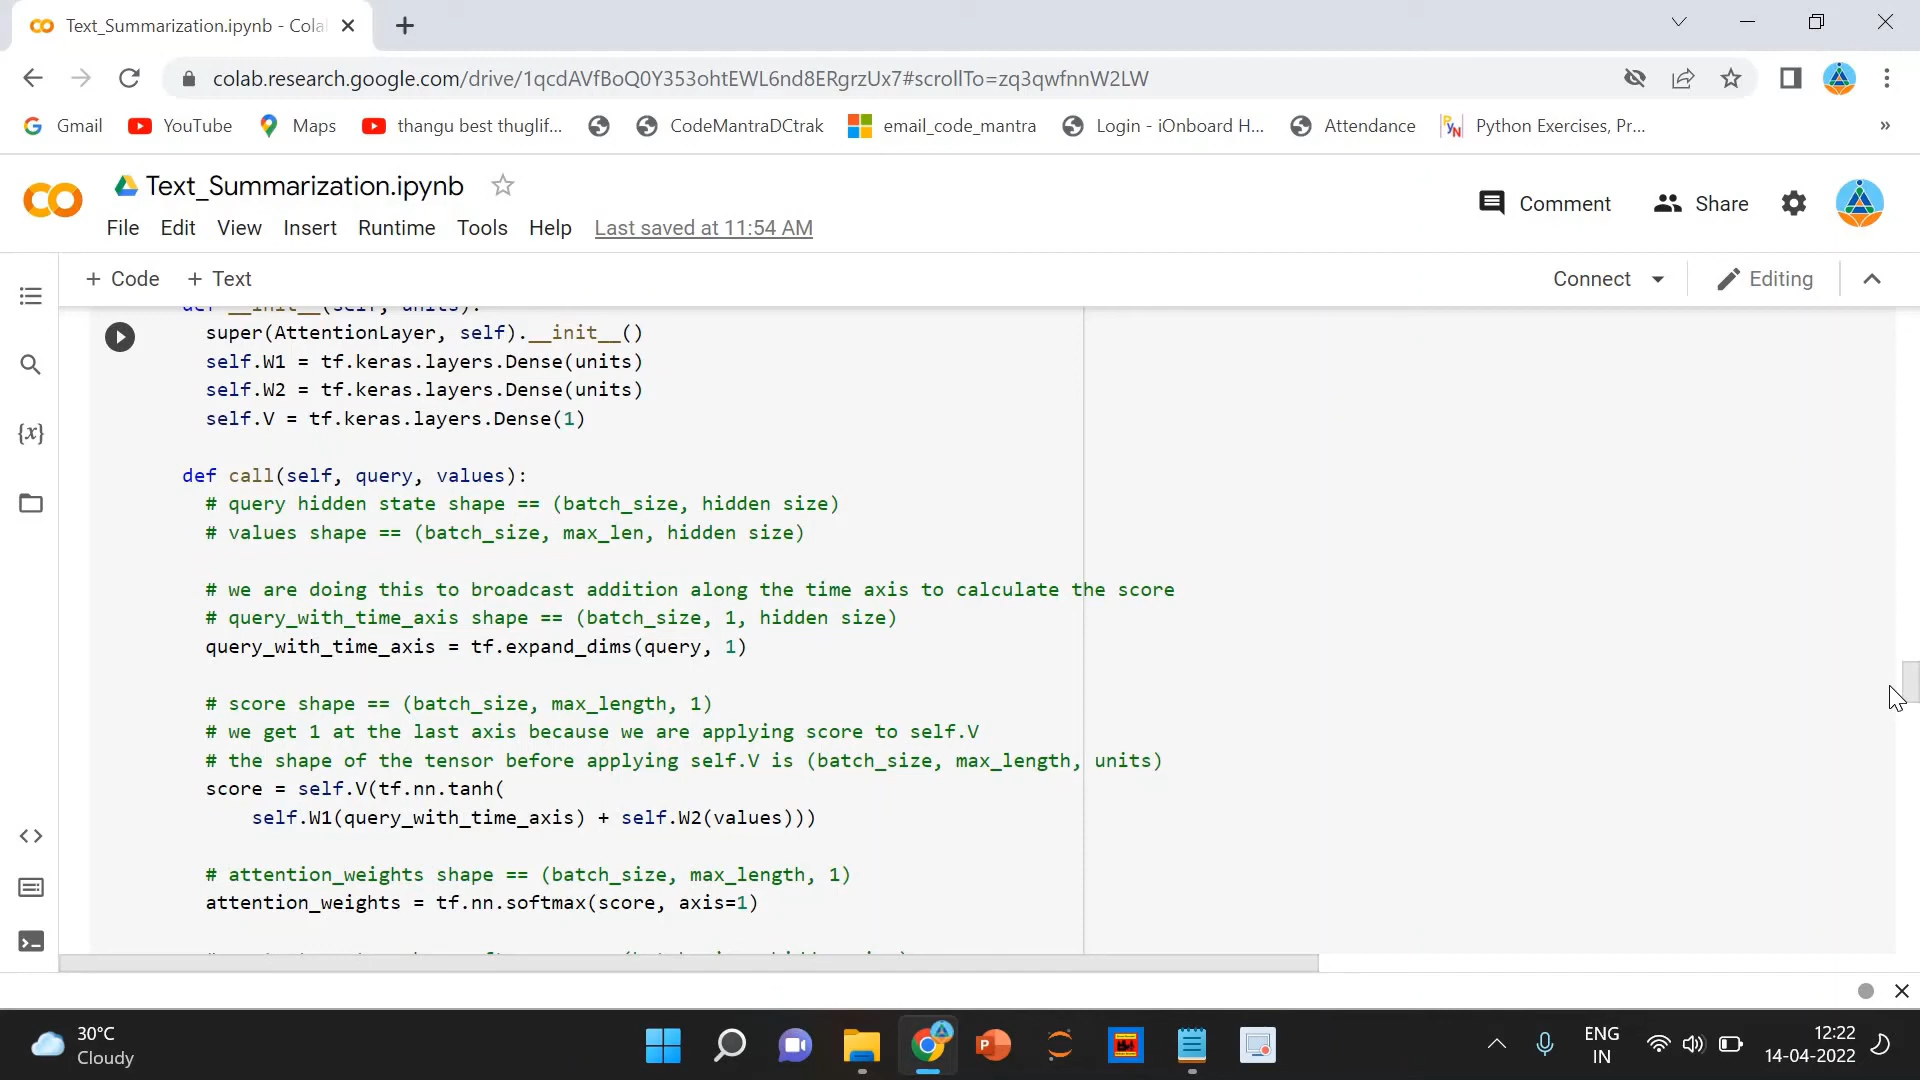 Text_Summarization.ipynb - Cola
colab.research.google.com/drive/1qcdAVfBoQ0Y353ohtEWL6nd8ERgrzUx7#scrollTo=zq3qwfnnW2LW
Gmail YouTube Maps thangu best thuglif... CodeMantraDCtrak email_code_mantra Login - iOnboard H... Attendance Python Exercises, Pr... »
Text_Summarization.ipynb
Comment Share
File Edit View Insert Runtime Tools Help Last saved at 11:54 AM
+ Code + Text Connect Editing
def __init__(self, units):
super(AttentionLayer, self).__init__()
self.W1 = tf.keras.layers.Dense(units)
self.W2 = tf.keras.layers.Dense(units)
self.V = tf.keras.layers.Dense(1)
def call(self, query, values):
# query hidden state shape == (batch_size, hidden size)
# values shape == (batch_size, max_len, hidden size)
# we are doing this to broadcast addition along the time axis to calculate the score
# query_with_time_axis shape == (batch_size, 1, hidden size)
query_with_time_axis = tf.expand_dims(query, 1)
# score shape == (batch_size, max_length, 1)
# we get 1 at the last axis because we are applying score to self.V
# the shape of the tensor before applying self.V is (batch_size, max_length, units)
score = self.V(tf.nn.tanh(
self.W1(query_with_time_axis) + self.W2(values)))
# attention_weights shape == (batch_size, max_length, 1)
attention_weights = tf.nn.softmax(score, axis=1)
30°C
Cloudy
ENG
IN
12:22
14-04-2022